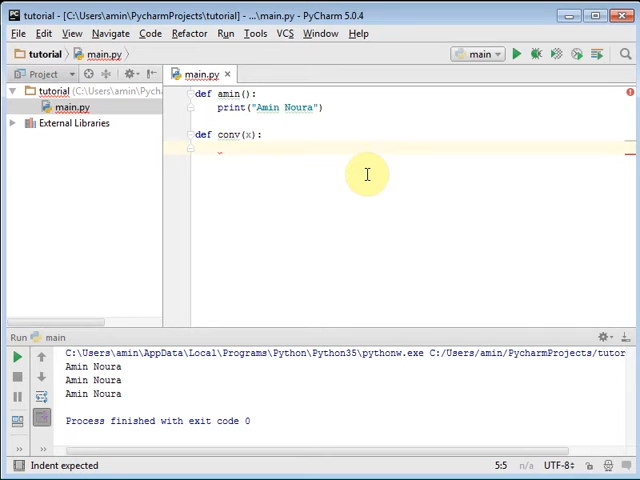 tutorial - [C:\Users\amin\PycharmProjects\tutorial] - ...\main.py - PyCharm 5.0.4
File Edit View Navigate Code Refactor Run Tools VCS Window Help
tutorial main.py main
Project main.py
tutorial (C:\Users\amin\Pycha
main.py
External Libraries
def amin():
print("Amin Noura")
def conv(x):
Run main
C:\Users\amin\AppData\Local\Programs\Python\Python35\pythonw.exe C:/Users/amin/PycharmProjects/tutor
Amin Noura
Amin Noura
Amin Noura
Process finished with exit code 0
Indent expected 5:5 n/a UTF-8